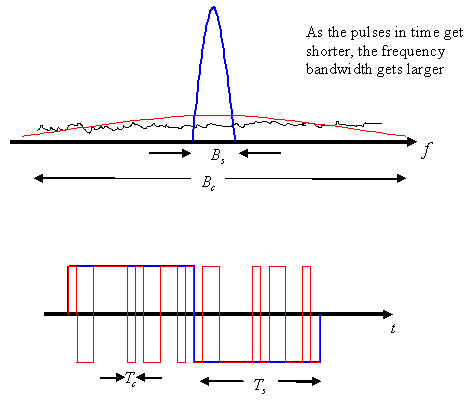 As the pulses in time get
shorter, the frequency
bandwidth gets larger
f
Bs
Bc
t
Tc
Ts